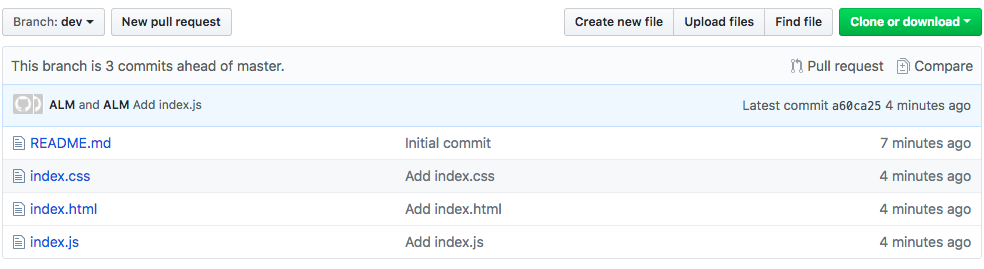 Branch: dev New pull request Create new file Upload files Find file Clone or download
This branch is 3 commits ahead of master. Pull request Compare
ALM and ALM Add index.js Latest commit a60ca25 4 minutes ago
README.md Initial commit 7 minutes ago
index.css Add index.css 4 minutes ago
index.html Add index.html 4 minutes ago
index.js Add index.js 4 minutes ago